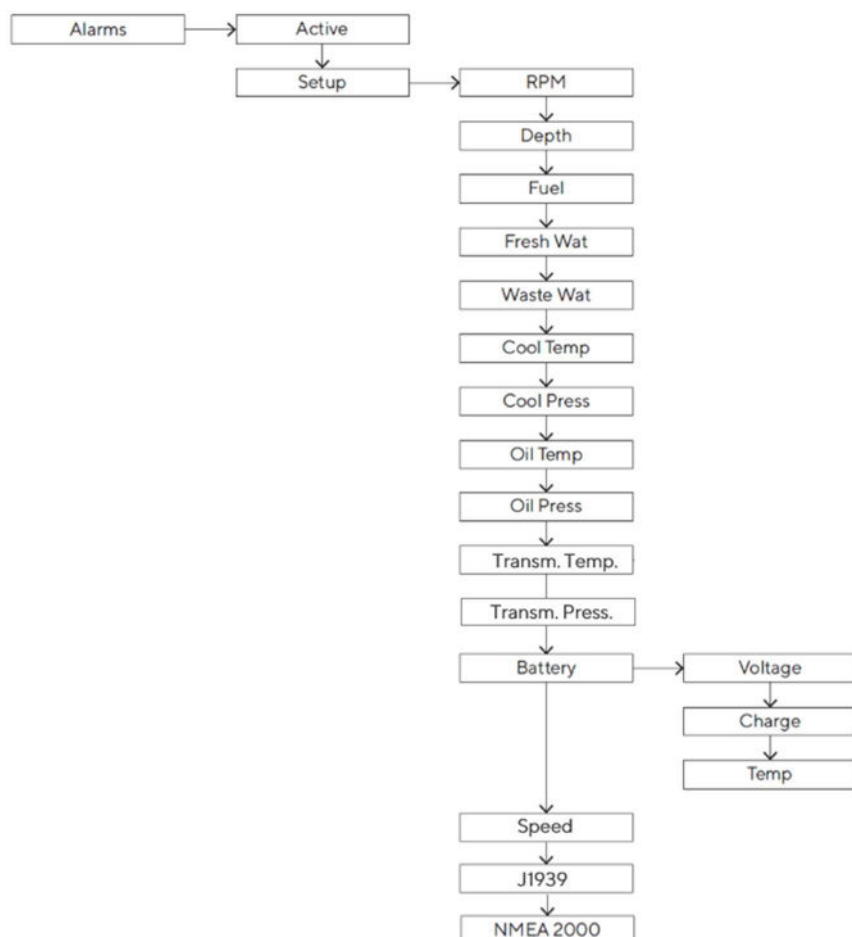 Alarms
Active
Setup
RPM
Depth
Fuel
Fresh Wat
Waste Wat
Cool Temp
Cool Press
Oil Temp
Oil Press
Transm. Temp.
Transm. Press.
Battery
Voltage
Charge
Temp
Speed
J1939
NMEA 2000